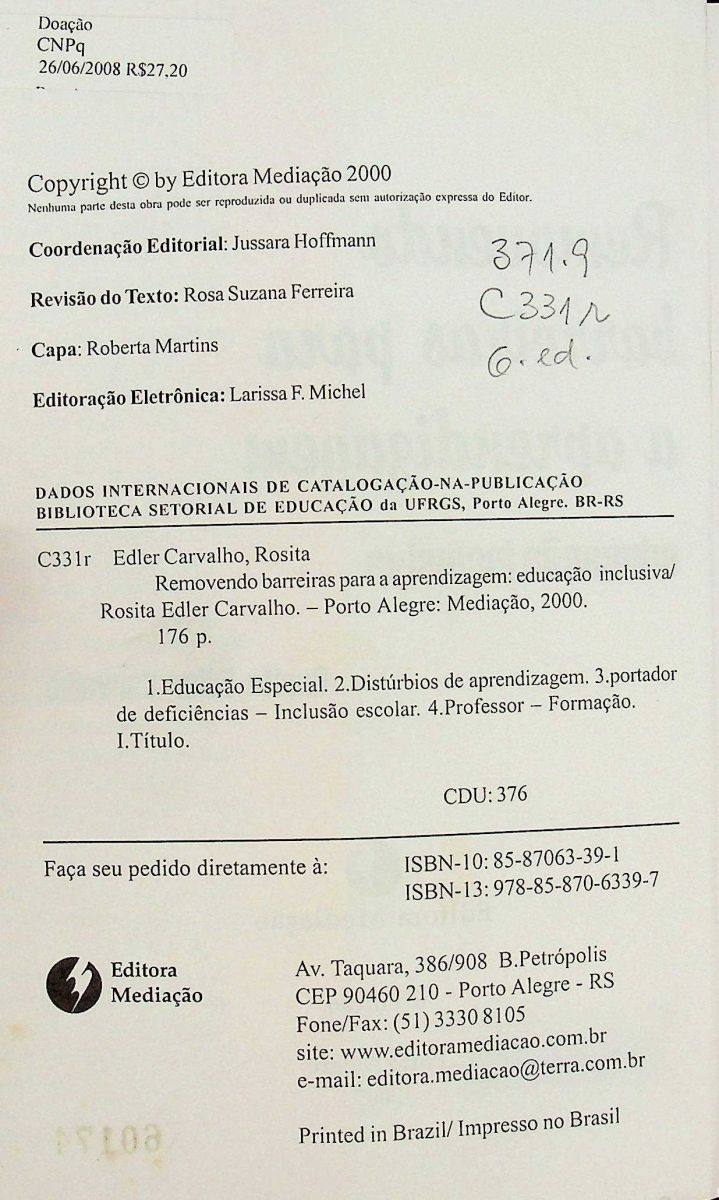 Doação
CNPq
26/06/2008 R$27,20
Copyright © by Editora Mediação 2000
Nenhuma parte desta obra pode ser reproduzida ou duplicada sem autorização expressa do Editor.
Coordenação Editorial: Jussara Hoffmann
Revisão do Texto: Rosa Suzana Ferreira
Capa: Roberta Martins
Editoração Eletrônica: Larissa F. Michel
371.9
C331r
6. ed.
DADOS INTERNACIONAIS DE CATALOGAÇÃO-NA-PUBLICAÇÃO
BIBLIOTECA SETORIAL DE EDUCAÇÃO da UFRGS, Porto Alegre. BR-RS
C331r Edler Carvalho, Rosita
Removendo barreiras para a aprendizagem: educação inclusiva/
Rosita Edler Carvalho. – Porto Alegre: Mediação, 2000.
176 p.
1.Educação Especial. 2.Distúrbios de aprendizagem. 3.portador
de deficiências – Inclusão escolar. 4.Professor – Formação.
I.Título.
CDU: 376
Faça seu pedido diretamente à:
ISBN-10: 85-87063-39-1
ISBN-13: 978-85-870-6339-7
Editora
Mediação
Av. Taquara, 386/908 B.Petrópolis
CEP 90460 210 - Porto Alegre - RS
Fone/Fax: (51) 3330 8105
site: www.editoramediacao.com.br
e-mail: editora.mediacao@terra.com.br
Printed in Brazil/ Impresso no Brasil